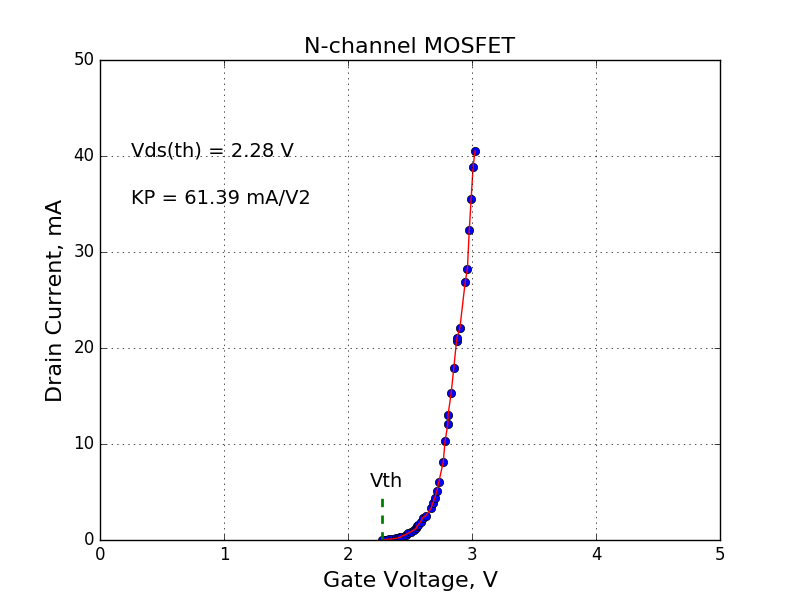 N-channel MOSFET
50
40
30
20
10
0
Drain Current, mA
Vds(th) = 2.28 V
KP = 61.39 mA/V2
Vth
0 1 2 3 4 5
Gate Voltage, V